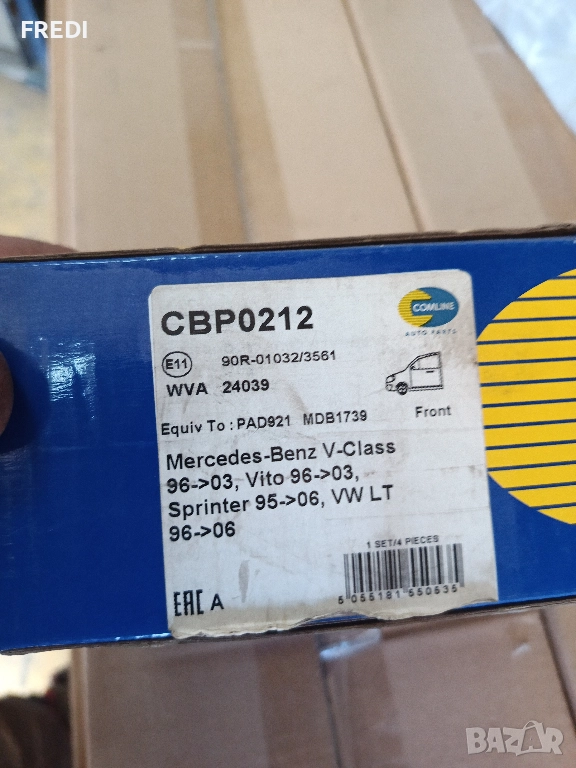 FREDI
CBP0212
COMLINE
AUTO PARTS
E11 90R-01032/3561
WVA 24039
Equiv To : PAD921 MDB1739
Front
Mercedes-Benz V-Class
96->03, Vito 96->03,
Sprinter 95->06, VW LT
96->06
1 SET/4 PIECES
5 055181 550535
EAC A
BAZAR